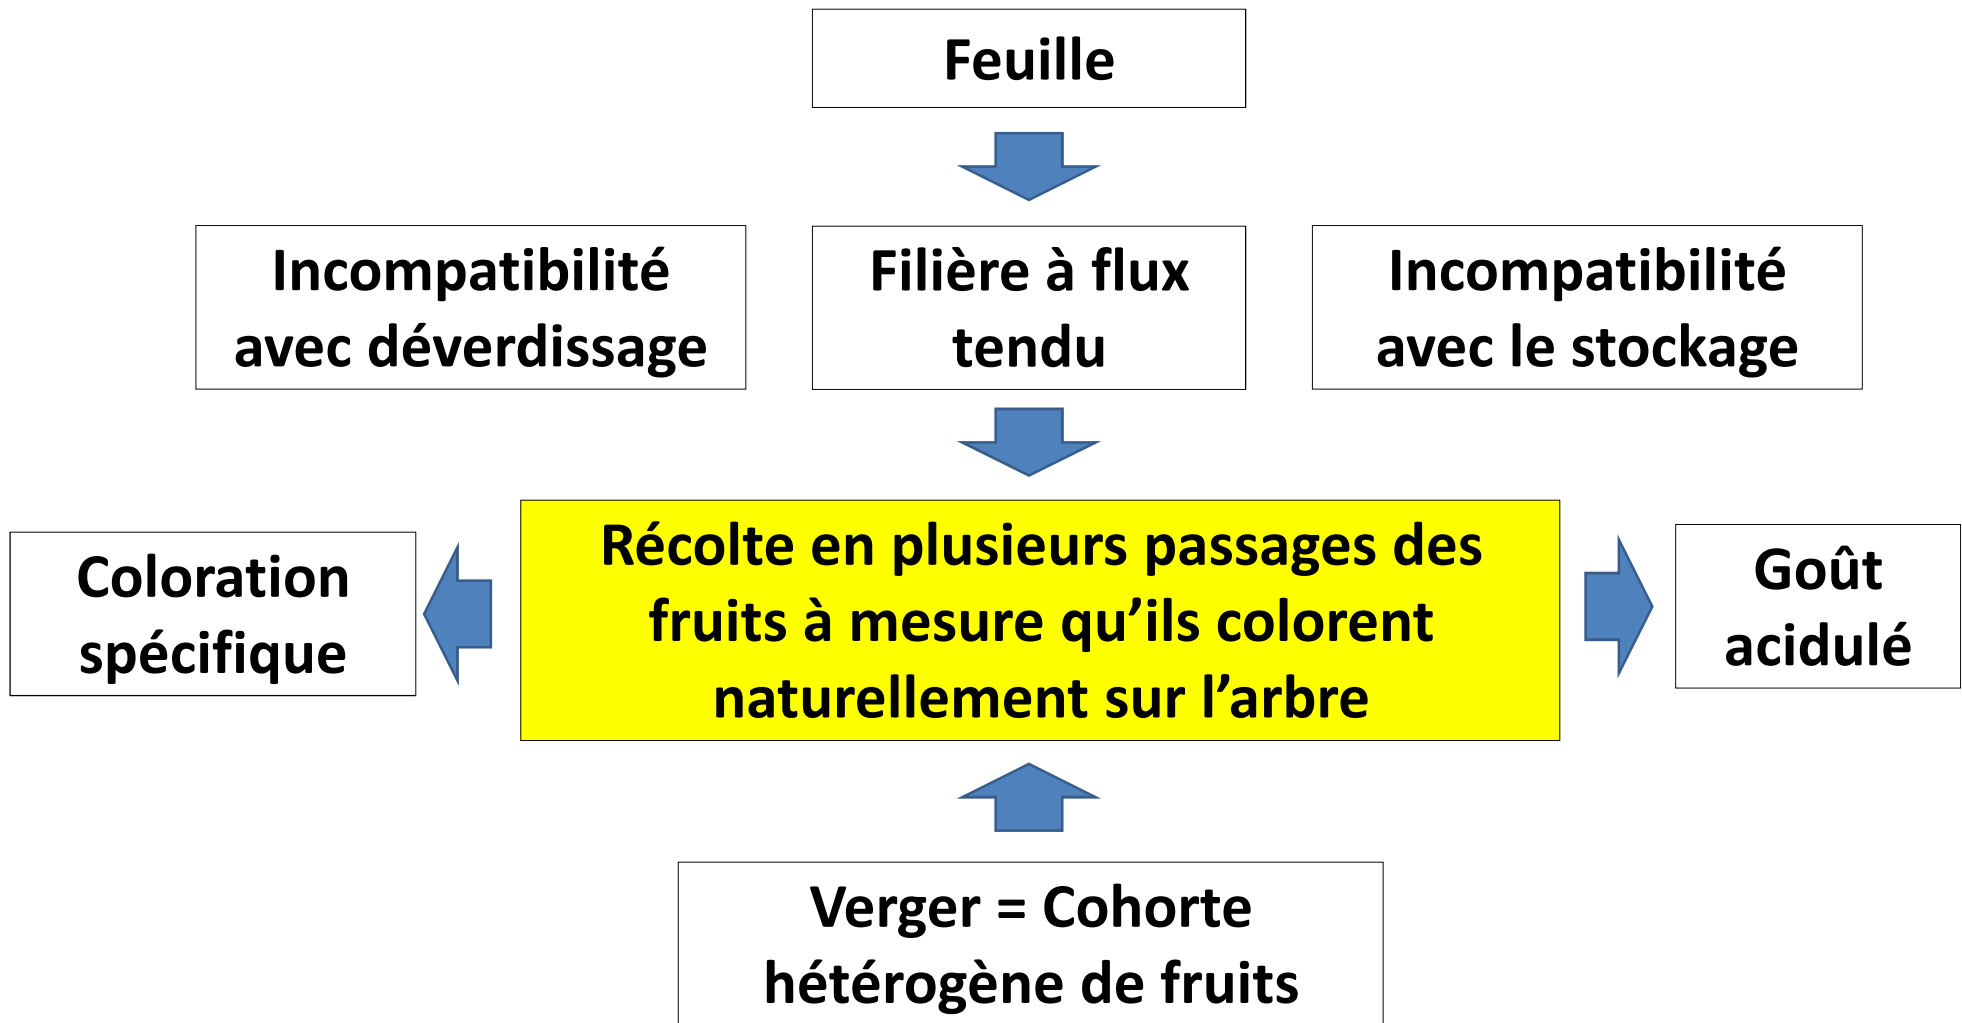 Feuille
Incompatibilité
avec déverdissage
Filière à flux
tendu
Incompatibilité
avec le stockage
Coloration
spécifique
Récolte en plusieurs passages des
fruits à mesure qu’ils colorent
naturellement sur l’arbre
Goût
acidulé
Verger = Cohorte
hétérogène de fruits